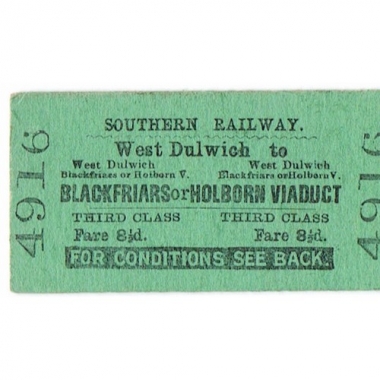 4916
SOUTHERN RAILWAY.
West Dulwich to
West Dulwich West Dulwich
Blackfriars or Holborn V. Blackfriars or Holborn V.
BLACKFRIARS or HOLBORN VIADUCT
THIRD CLASS THIRD CLASS
Fare 8½d. Fare 8½d.
FOR CONDITIONS SEE BACK.
4916